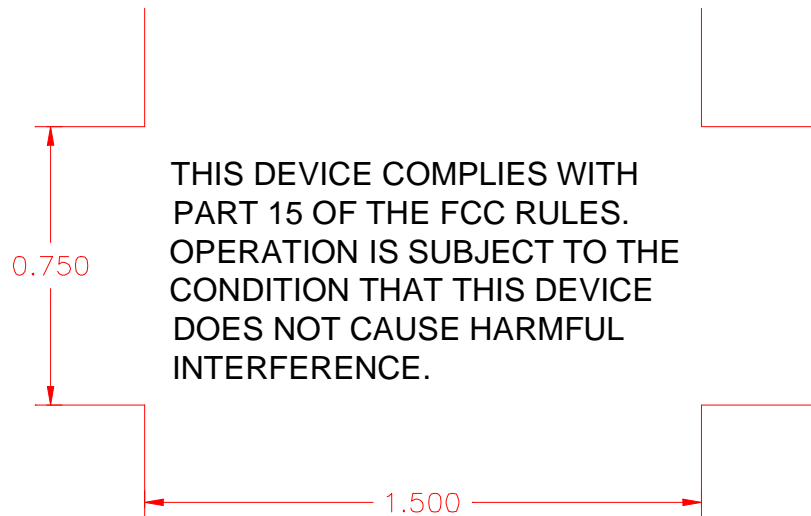 THIS DEVICE COMPLIES WITH
PART 15 OF THE FCC RULES.
OPERATION IS SUBJECT TO THE
0.750
CONDITION THAT THIS DEVICE
DOES NOT CAUSE HARMFUL
INTERFERENCE.
1.500